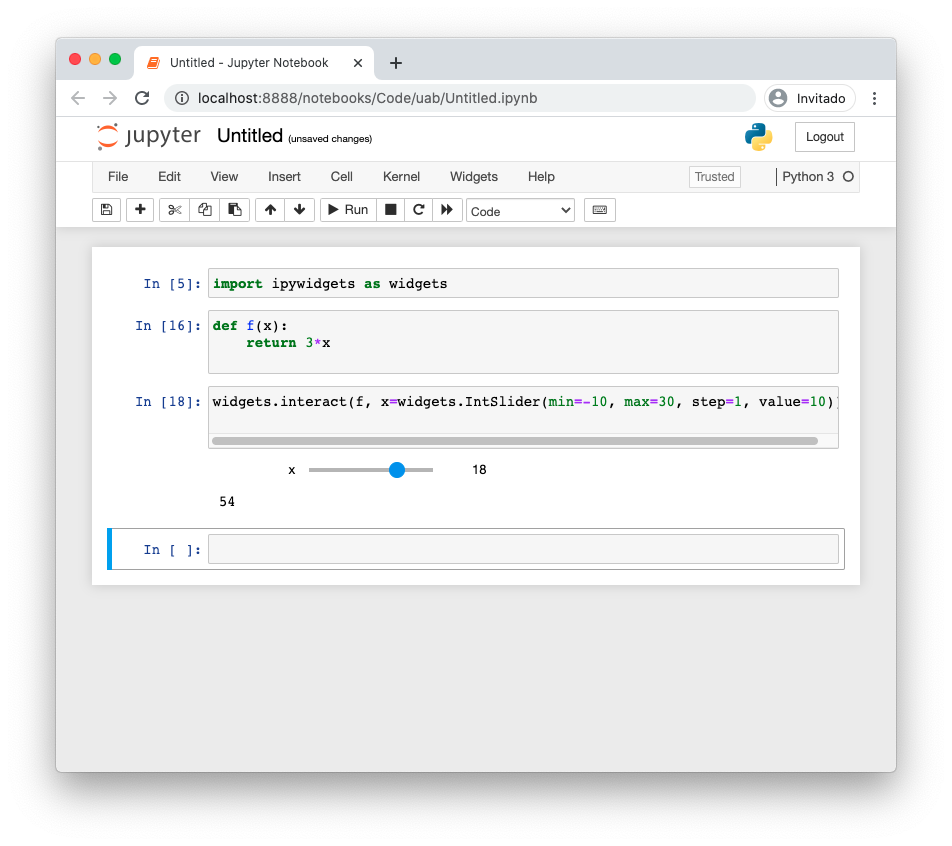 Untitled - Jupyter Notebook
localhost:8888/notebooks/Code/uab/Untitled.ipynb Invitado
jupyter Untitled (unsaved changes) Logout
File Edit View Insert Cell Kernel Widgets Help Trusted Python 3
Run Code
In [5]: import ipywidgets as widgets
In [16]: def f(x):
return 3*x
In [18]: widgets.interact(f, x=widgets.IntSlider(min=-10, max=30, step=1, value=10))
x 18
54
In [ ]: